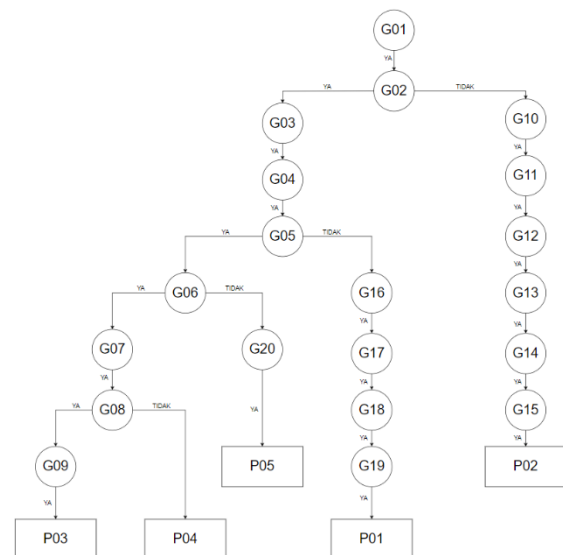 G01
YA
G02
YA
TIDAK
G03
G10
YA
YA
G04
G11
YA
YA
G05
G12
YA
TIDAK
YA
G06
G16
G13
YA
TIDAK
YA
YA
G07
G20
G17
G14
YA
YA
YA
G08
G18
G15
YA
TIDAK
YA
YA
YA
G09
P05
G19
P02
YA
YA
P03
P04
P01